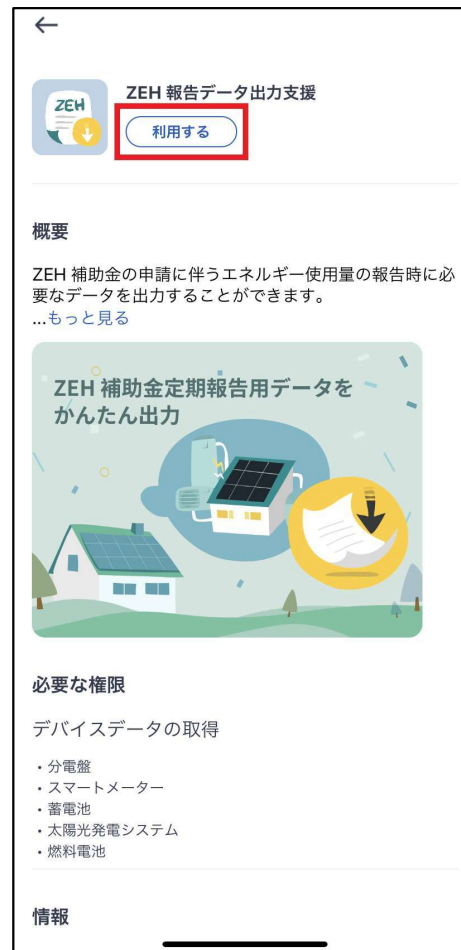 ZEH
ZEH 報告データ出力支援
利用する
概要
ZEH 補助金の申請に伴うエネルギー使用量の報告時に必
要なデータを出力することができます。
...もっと見る
ZEH 補助金定期報告用データを
かんたん出力
必要な権限
デバイスデータの取得
・分電盤
・スマートメーター
・蓄電池
・太陽光発電システム
・燃料電池
情報